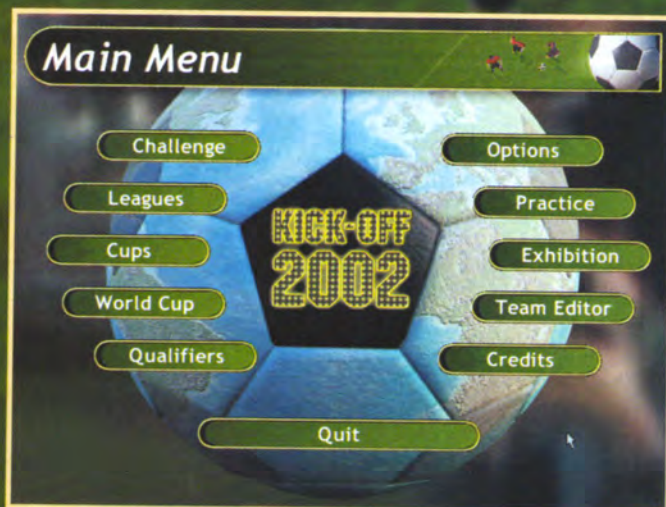 Main Menu
Challenge
Leagues
Cups
World Cup
Qualifiers
KICK-OFF
2002
Options
Practice
Exhibition
Team Editor
Credits
Quit